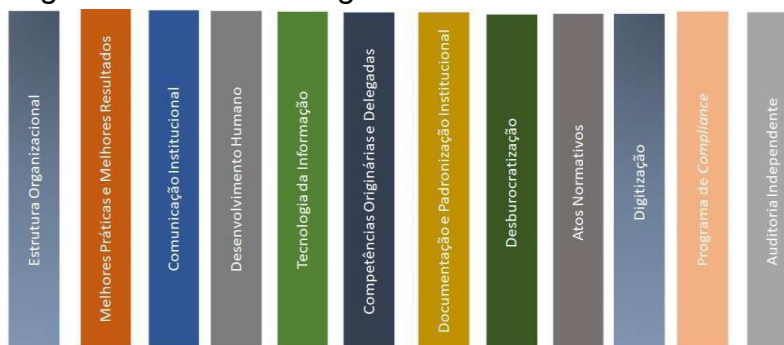 Estrutura Organizacional
Melhores Práticas e Melhores Resultados
Comunicação Institucional
Desenvolvimento Humano
Tecnologia da Informação
Competências Originárias e Delegadas
Documentação e Padronização Institucional
Desburocratização
Atos Normativos
Digitização
Programa de Compliance
Auditoria Independente